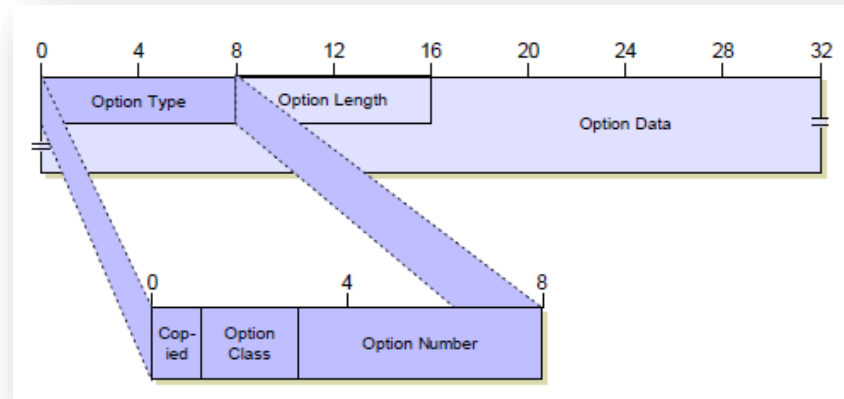 0 4 8 12 16 20 24 28 32
Option Type
Option Length
Option Data
0 4 8
Cop-
ied
Option
Class
Option Number